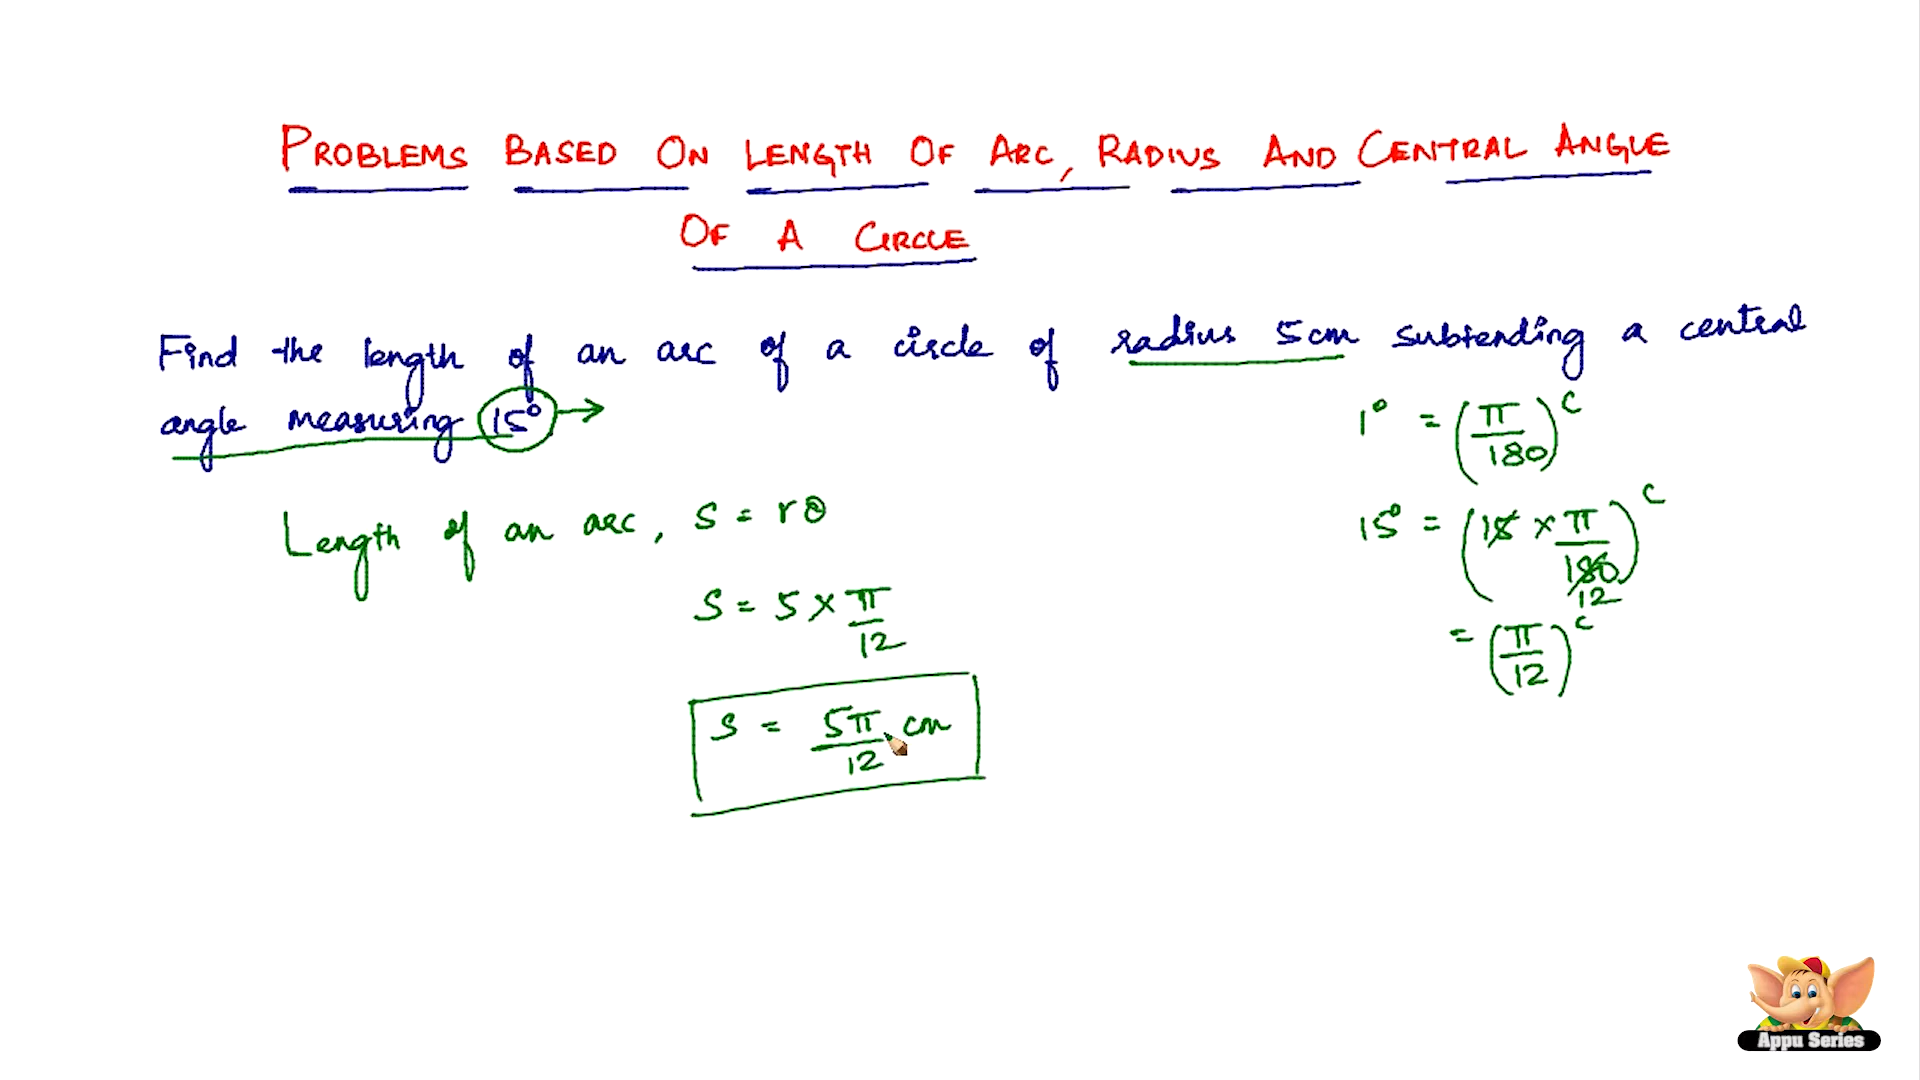 PROBLEMS BASED ON LENGTH OF ARC, RADIUS AND CENTRAL ANGLE
OF A CIRCLE
Find the length of an arc of a circle of radius 5cm subtending a central
angle measuring 15°
1° = (π/180)ᶜ
Length of an arc, S = rθ
15° = (15 × π/180)ᶜ
12
S = 5 × π/12
= (π/12)ᶜ
S = 5π/12 cm
Appu Series